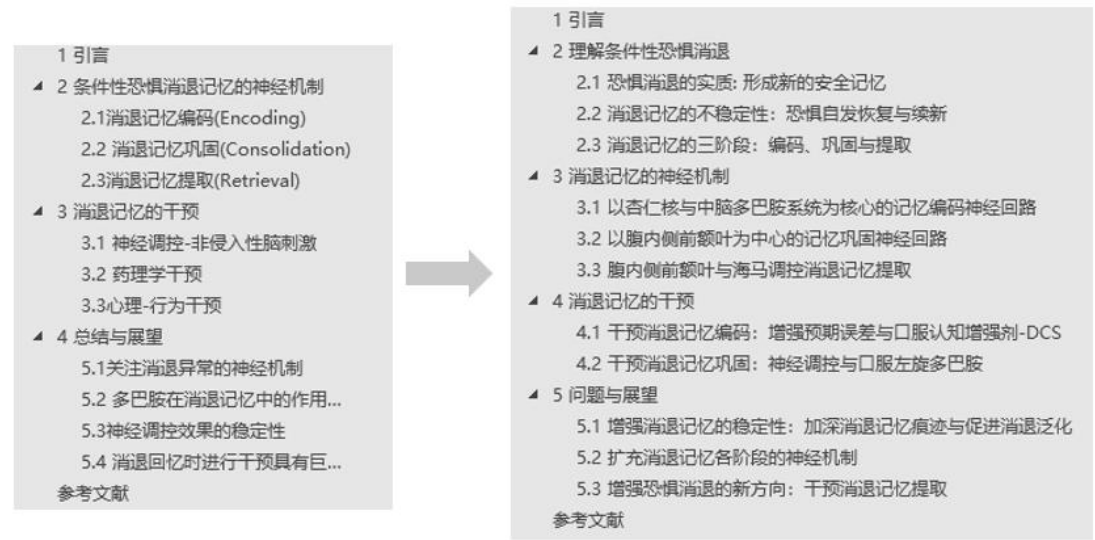 1 引言
2 条件性恐惧消退记忆的神经机制
2.1消退记忆编码(Encoding)
2.2 消退记忆巩固(Consolidation)
2.3消退记忆提取(Retrieval)
3 消退记忆的干预
3.1 神经调控-非侵入性脑刺激
3.2 药理学干预
3.3心理-行为干预
4 总结与展望
5.1关注消退异常的神经机制
5.2 多巴胺在消退记忆中的作用...
5.3神经调控效果的稳定性
5.4 消退回忆时进行干预具有巨...
参考文献
1 引言
2 理解条件性恐惧消退
2.1 恐惧消退的实质: 形成新的安全记忆
2.2 消退记忆的不稳定性：恐惧自发恢复与续新
2.3 消退记忆的三阶段：编码、巩固与提取
3 消退记忆的神经机制
3.1 以杏仁核与中脑多巴胺系统为核心的记忆编码神经回路
3.2 以腹内侧前额叶为中心的记忆巩固神经回路
3.3 腹内侧前额叶与海马调控消退记忆提取
4 消退记忆的干预
4.1 干预消退记忆编码：增强预期误差与口服认知增强剂-DCS
4.2 干预消退记忆巩固：神经调控与口服左旋多巴胺
5 问题与展望
5.1 增强消退记忆的稳定性：加深消退记忆痕迹与促进消退泛化
5.2 扩充消退记忆各阶段的神经机制
5.3 增强恐惧消退的新方向：干预消退记忆提取
参考文献